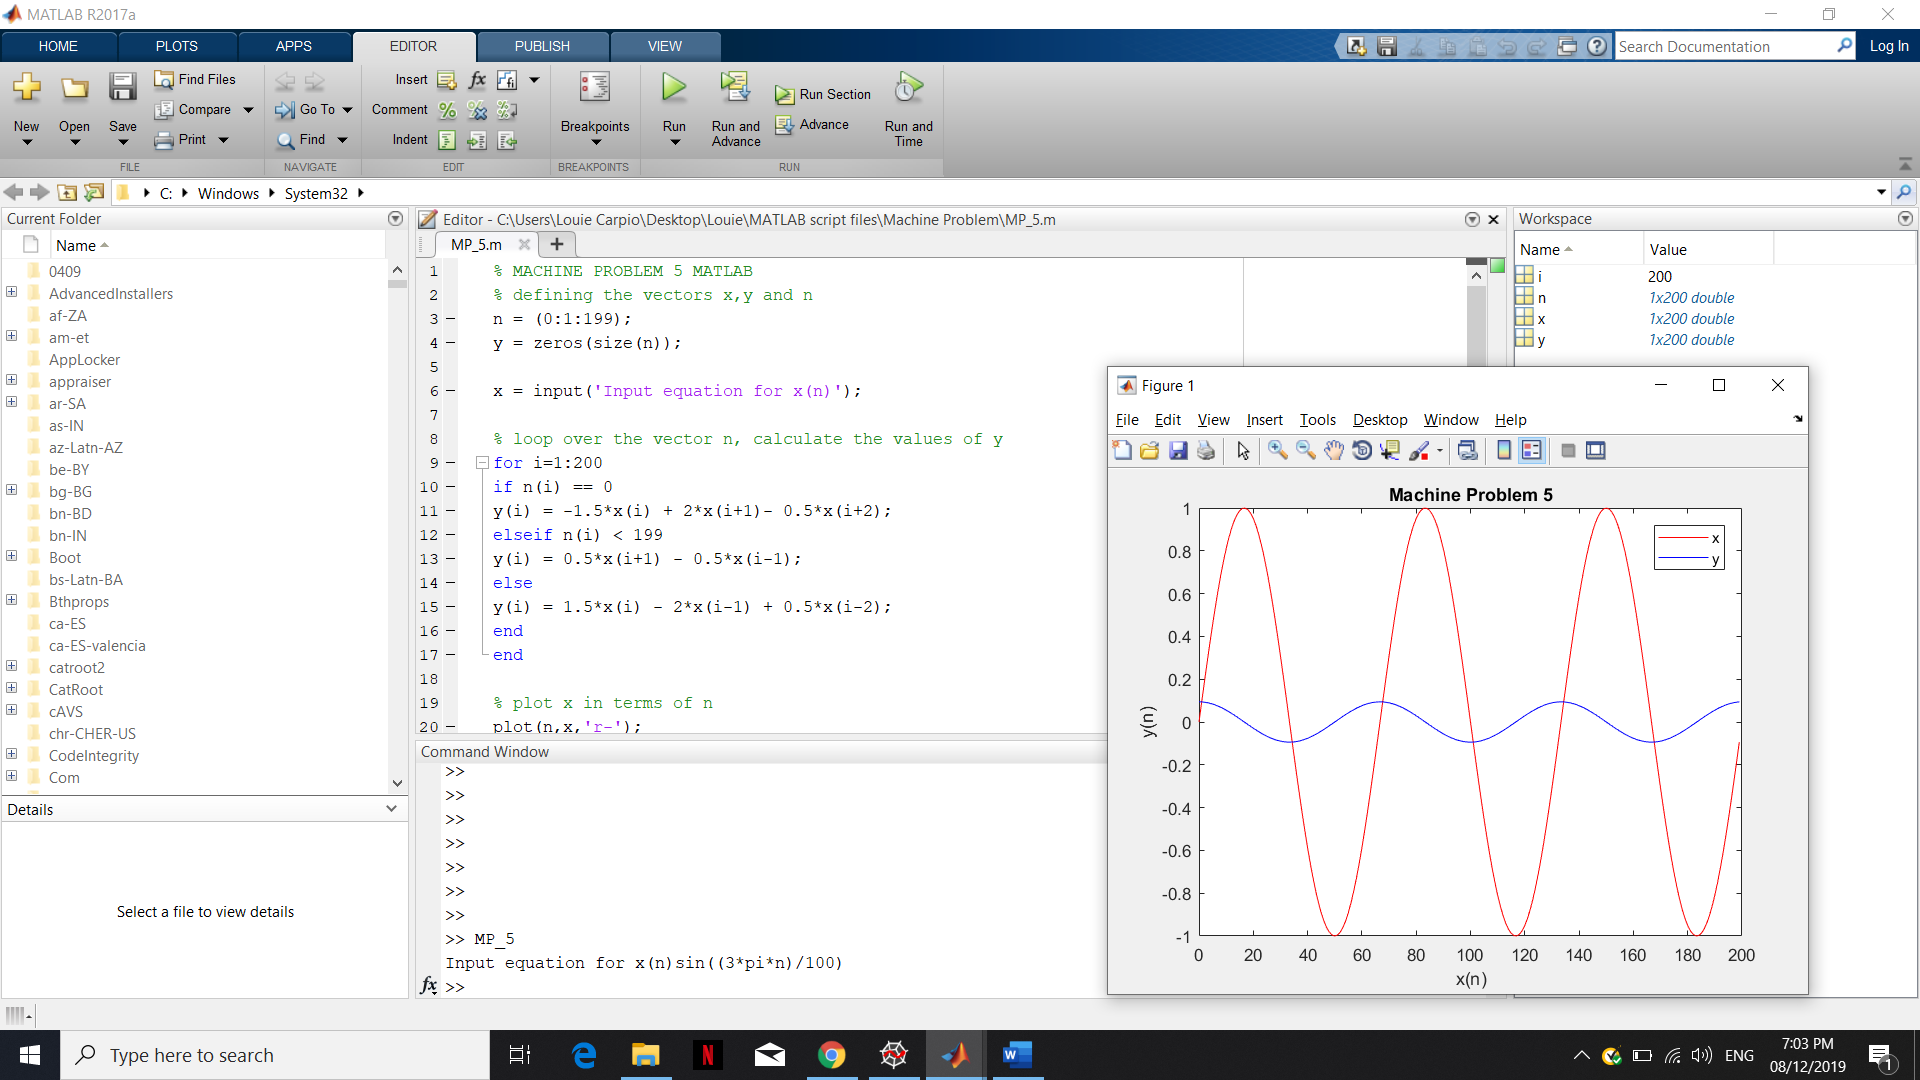 MATLAB R2017a
HOME PLOTS APPS EDITOR PUBLISH VIEW
Search Documentation
Log In
New Open Save
Find Files
Compare
Print
FILE
Go To
Find
NAVIGATE
Insert fx
Comment
Indent
EDIT
Breakpoints
BREAKPOINTS
Run
Run and Advance
Run Section
Advance
Run and Time
RUN
C: Windows System32
Current Folder
Name
0409
AdvancedInstallers
af-ZA
am-et
AppLocker
appraiser
ar-SA
as-IN
az-Latn-AZ
be-BY
bg-BG
bn-BD
bn-IN
Boot
bs-Latn-BA
Bthprops
ca-ES
ca-ES-valencia
catroot2
CatRoot
cAVS
chr-CHER-US
CodeIntegrity
Com
Details
Select a file to view details
Editor - C:\Users\Louie Carpio\Desktop\Louie\MATLAB script files\Machine Problem\MP_5.m
MP_5.m
1 % MACHINE PROBLEM 5 MATLAB
2 % defining the vectors x,y and n
3 n = (0:1:199);
4 y = zeros(size(n));
5
6 x = input('Input equation for x(n)');
7
8 % loop over the vector n, calculate the values of y
9 for i=1:200
10 if n(i) == 0
11 y(i) = -1.5*x(i) + 2*x(i+1)- 0.5*x(i+2);
12 elseif n(i) < 199
13 y(i) = 0.5*x(i+1) - 0.5*x(i-1);
14 else
15 y(i) = 1.5*x(i) - 2*x(i-1) + 0.5*x(i-2);
16 end
17 end
18
19 % plot x in terms of n
20 plot(n,x,'r-');
Command Window
>>
>>
>>
>>
>>
>>
>>
>> MP_5
Input equation for x(n)sin((3*pi*n)/100)
fx >>
Workspace
Name Value
i 200
n 1x200 double
x 1x200 double
y 1x200 double
Figure 1
File Edit View Insert Tools Desktop Window Help
Machine Problem 5
x
y
1
0.8
0.6
0.4
0.2
0
-0.2
-0.4
-0.6
-0.8
-1
y(n)
0 20 40 60 80 100 120 140 160 180 200
x(n)
Type here to search
ENG
7:03 PM
08/12/2019
1